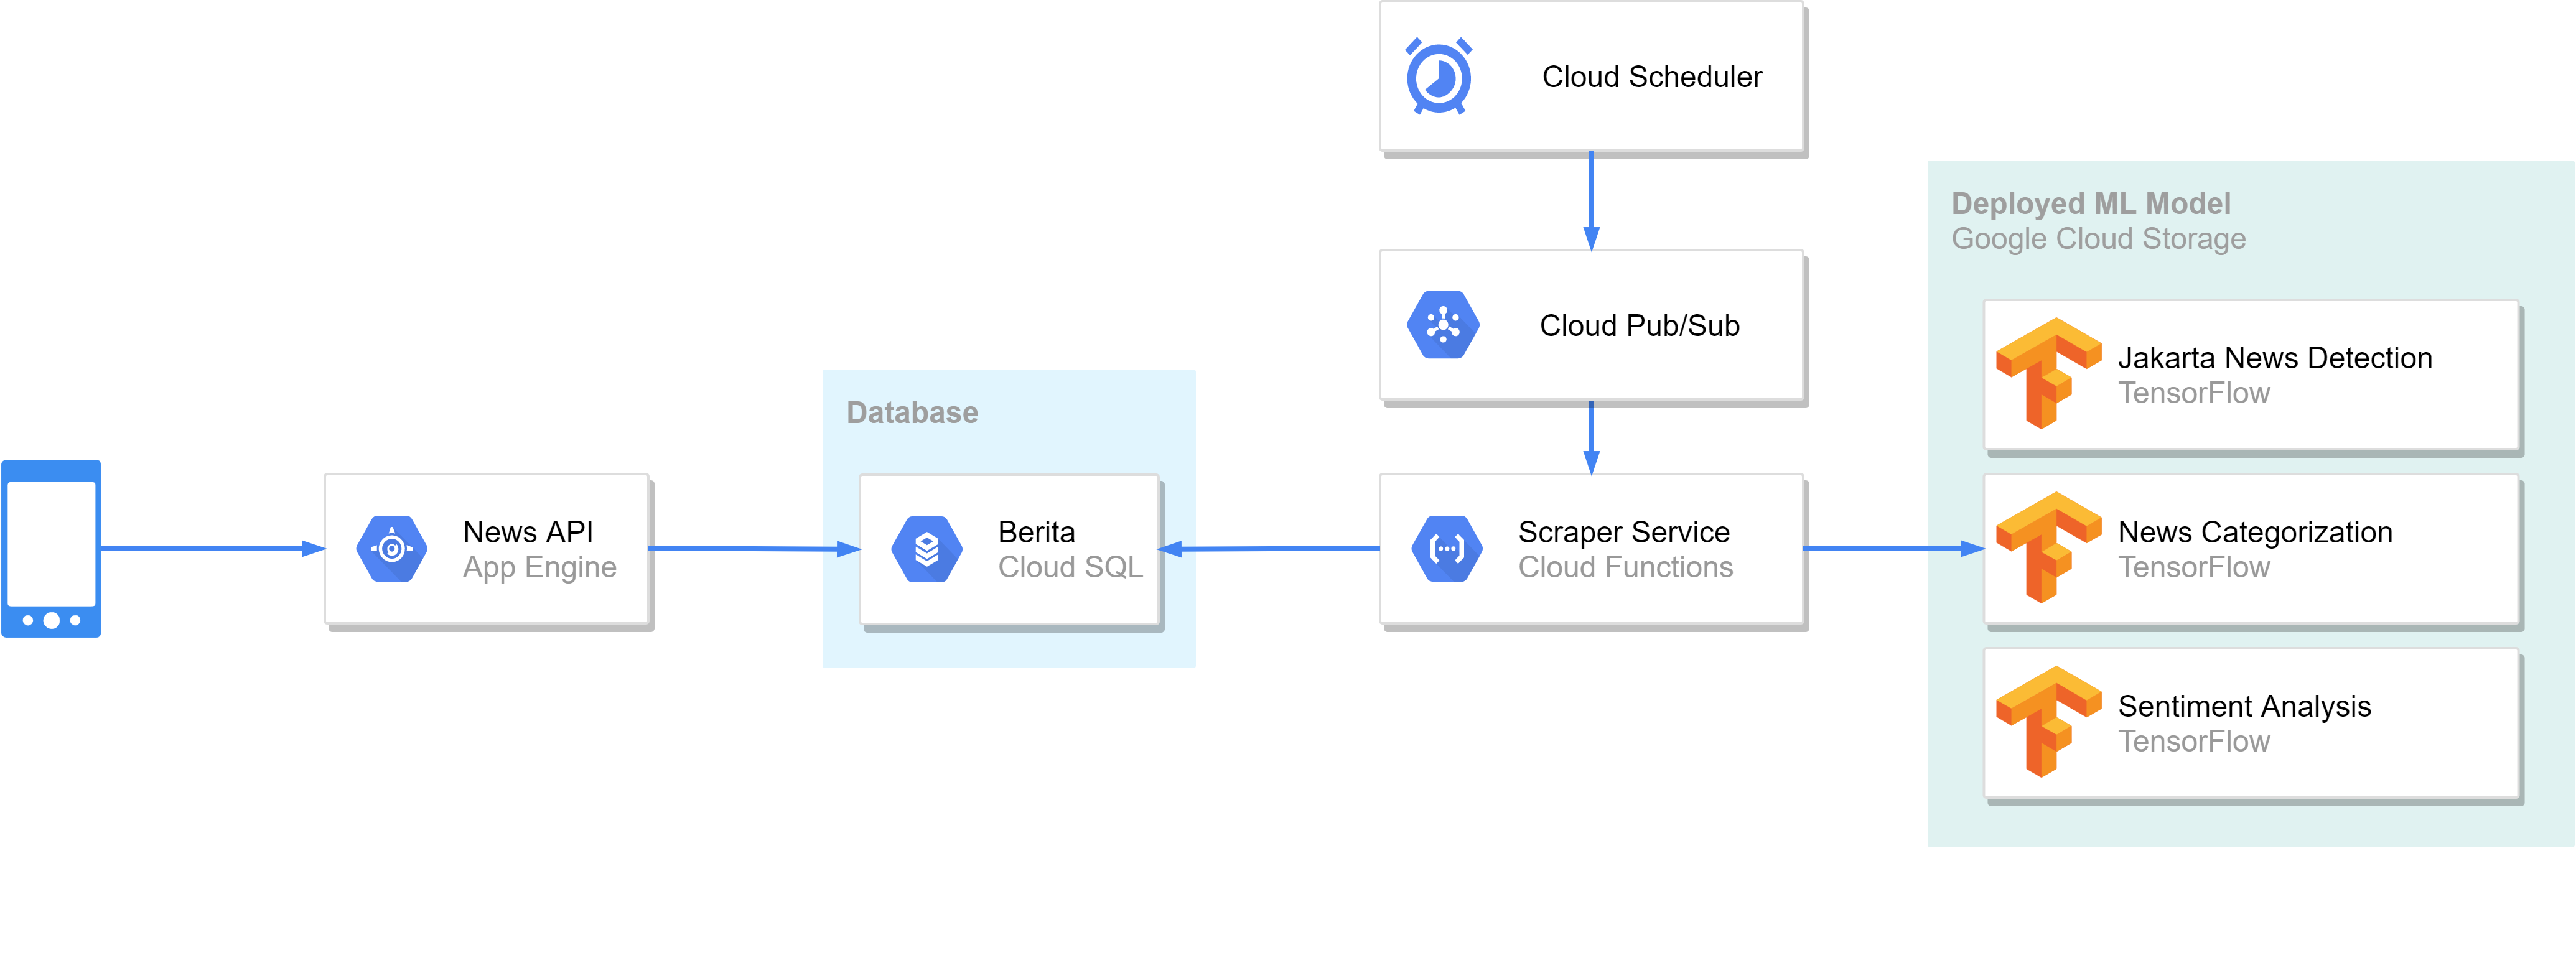 Cloud Scheduler
Cloud Pub/Sub
Deployed ML Model
Google Cloud Storage
Jakarta News Detection
TensorFlow
Database
News API
App Engine
Berita
Cloud SQL
Scraper Service
Cloud Functions
News Categorization
TensorFlow
Sentiment Analysis
TensorFlow